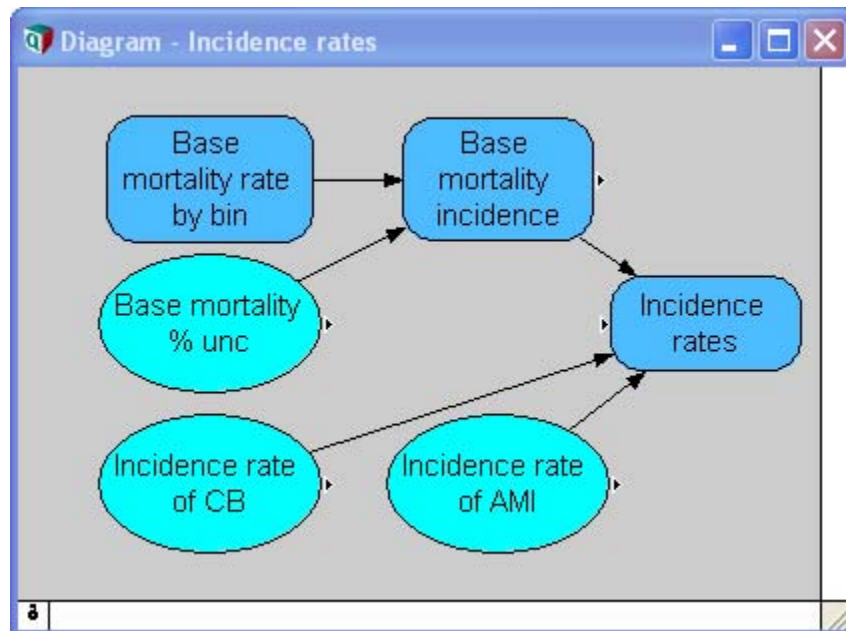 Diagram - Incidence rates
Base
mortality rate
by bin
Base
mortality
incidence
Base mortality
% unc
Incidence
rates
Incidence rate
of CB
Incidence rate
of AMI